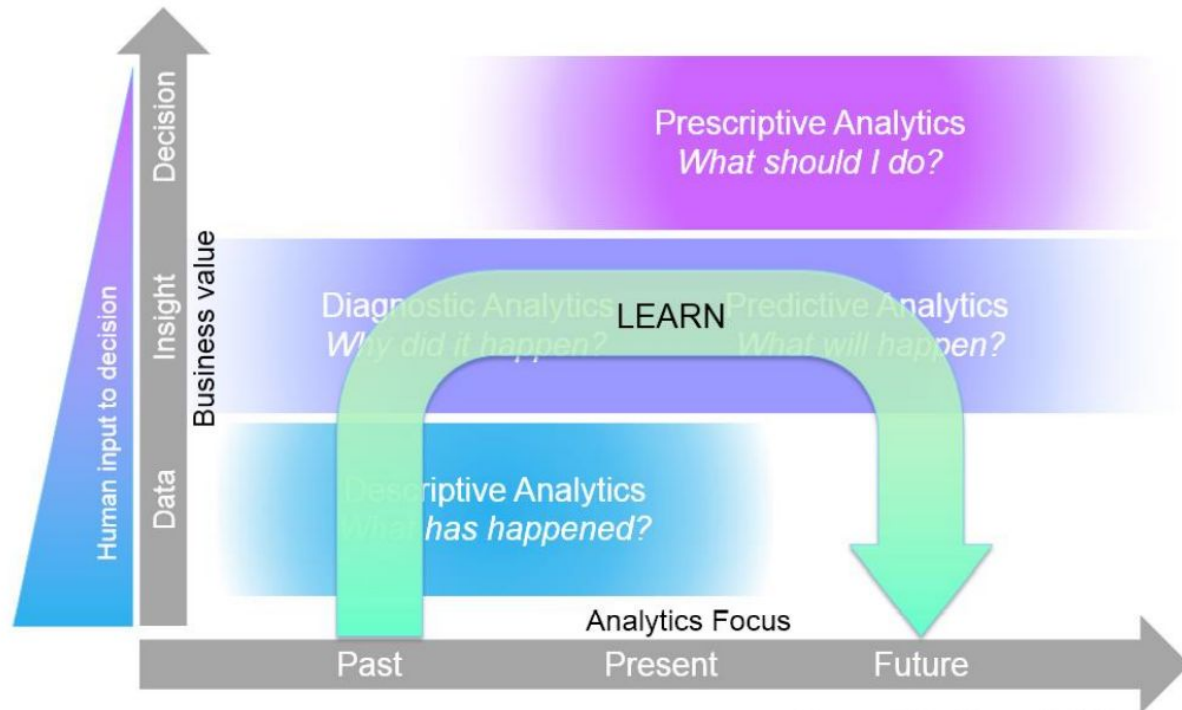 Decision
Insight
Data
Human input to decision
Business value
Prescriptive Analytics
What should I do?
Diagnostic Analytics
Why did it happen?
LEARN
Predictive Analytics
What will happen?
Descriptive Analytics
What has happened?
Analytics Focus
Past
Present
Future